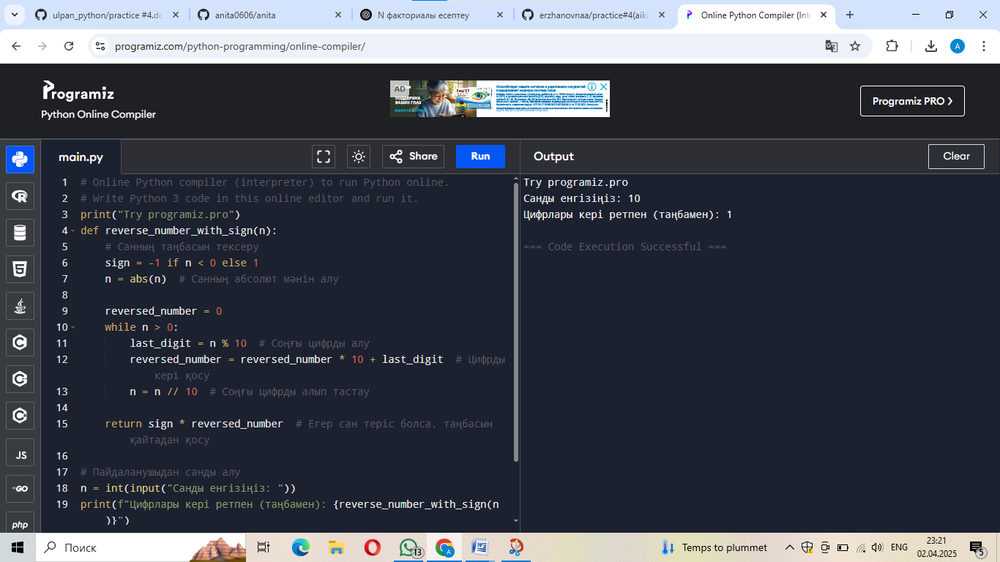 ulpan_python/practice #4.do
anita0606/anita
N факториалы есептеу
erzhanovnaa/practice#4(aik
Online Python Compiler (Inte
programiz.com/python-programming/online-compiler/
A
Programiz
Python Online Compiler
AD
ПОДДЕРЖКА
ВАШИХ ГЛАЗ
Programiz PRO
main.py
Share
Run
Output
Clear
1 # Online Python compiler (interpreter) to run Python online.
2 # Write Python 3 code in this online editor and run it.
3 print("Try programiz.pro")
4 def reverse_number_with_sign(n):
5 # Санның таңбасын тексеру
6 sign = -1 if n < 0 else 1
7 n = abs(n)  # Санның абсолют мәнін алу
8
9 reversed_number = 0
10 while n > 0:
11 last_digit = n % 10  # Соңғы цифрды алу
12 reversed_number = reversed_number * 10 + last_digit  # Цифрды
кері қосу
13 n = n // 10  # Соңғы цифрды алып тастау
14
15 return sign * reversed_number  # Егер сан теріс болса, таңбасын
қайтадан қосу
16
17 # Пайдаланушыдан санды алу
18 n = int(input("Санды енгізіңіз: "))
19 print(f"Цифрлары кері ретпен (таңбамен): {reverse_number_with_sign(n
)}")
Try programiz.pro
Санды енгізіңіз: 10
Цифрлары кері ретпен (таңбамен): 1
=== Code Execution Successful ===
JS
GO
php
Поиск
13
A
Temps to plummet
ENG
23:21
02.04.2025
5